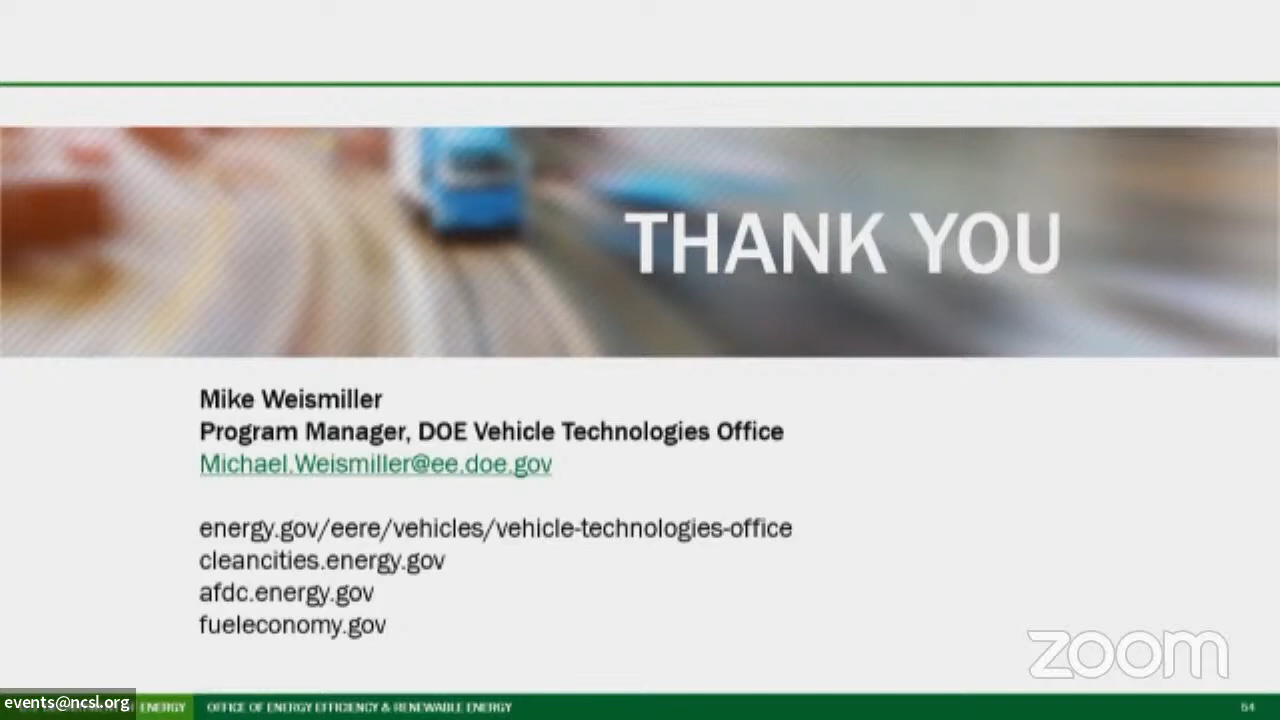 THANK YOU
Mike Weismiller
Program Manager, DOE Vehicle Technologies Office
Michael.Weismiller@ee.doe.gov
energy.gov/eere/vehicles/vehicle-technologies-office
cleancities.energy.gov
afdc.energy.gov
fueleconomy.gov
zoom
events@ncsl.org
ENERGY OFFICE OF ENERGY EFFICIENCY & RENEWABLE ENERGY